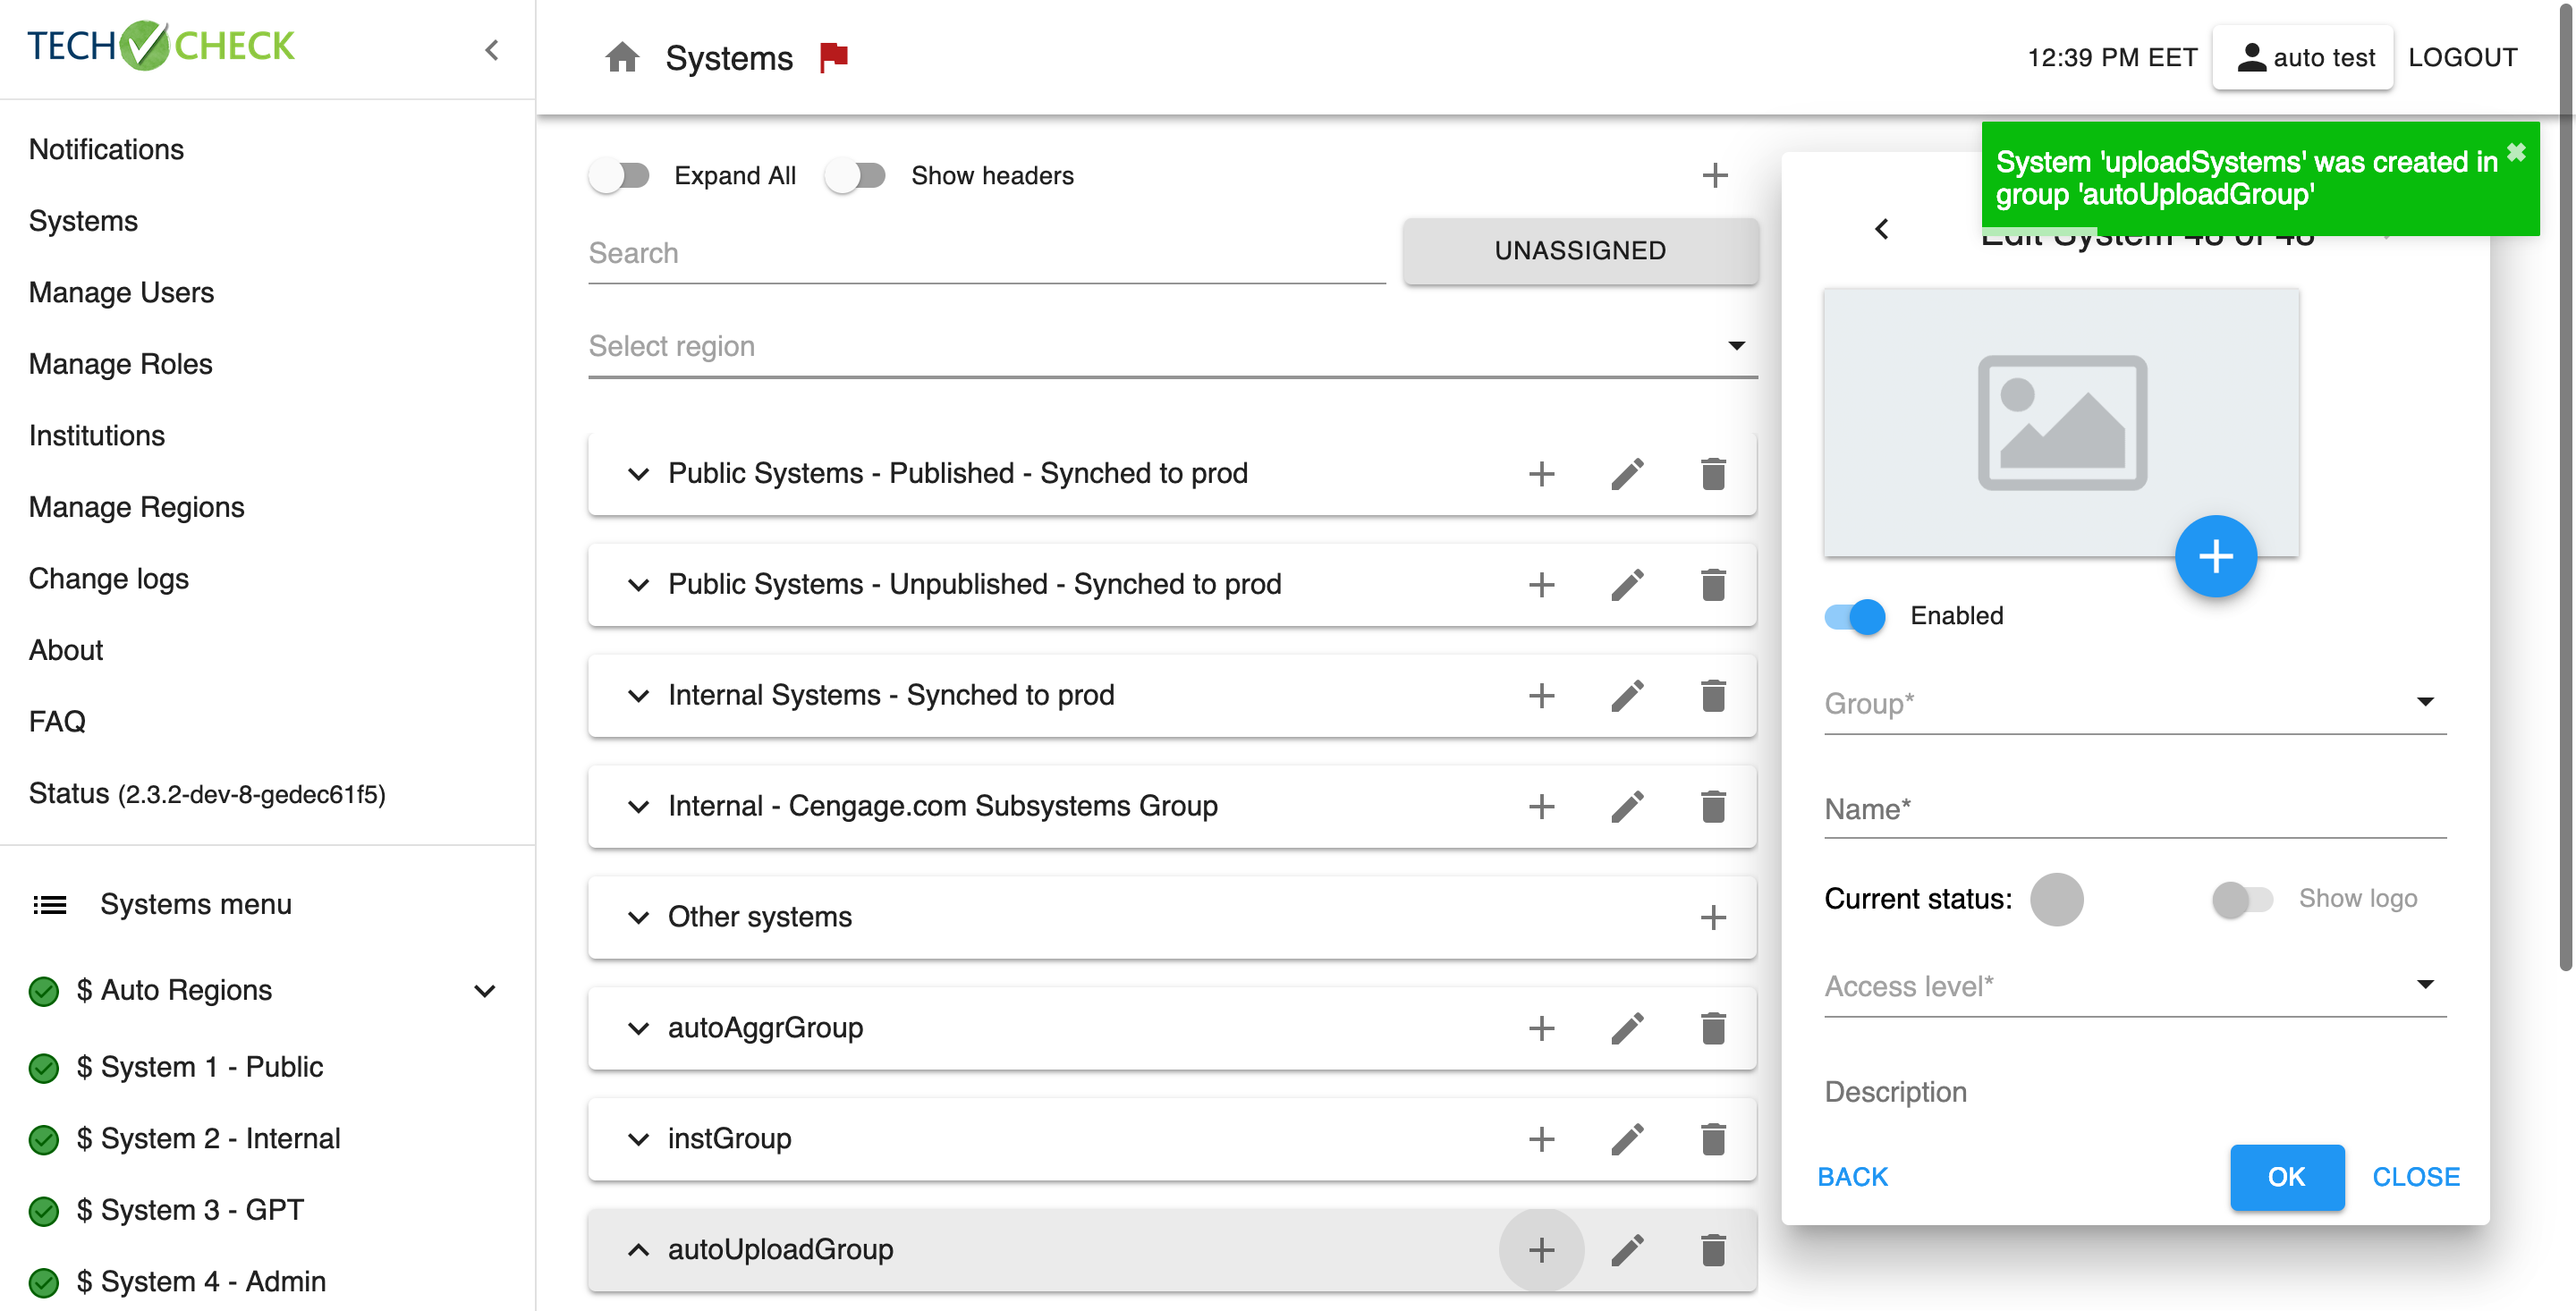 TECH CHECK
Systems
12:39 PM EET
auto test
LOGOUT
Notifications
Systems
Manage Users
Manage Roles
Institutions
Manage Regions
Change logs
About
FAQ
Status (2.3.2-dev-8-gedec61f5)
Systems menu
$ Auto Regions
$ System 1 - Public
$ System 2 - Internal
$ System 3 - GPT
$ System 4 - Admin
Expand All
Show headers
Search
UNASSIGNED
Select region
Public Systems - Published - Synched to prod
Public Systems - Unpublished - Synched to prod
Internal Systems - Synched to prod
Internal - Cengage.com Subsystems Group
Other systems
autoAggrGroup
instGroup
autoUploadGroup
System 'uploadSystems' was created in
group 'autoUploadGroup'
Edit System 48 of 48
Enabled
Group*
Name*
Current status:
Show logo
Access level*
Description
BACK
OK
CLOSE